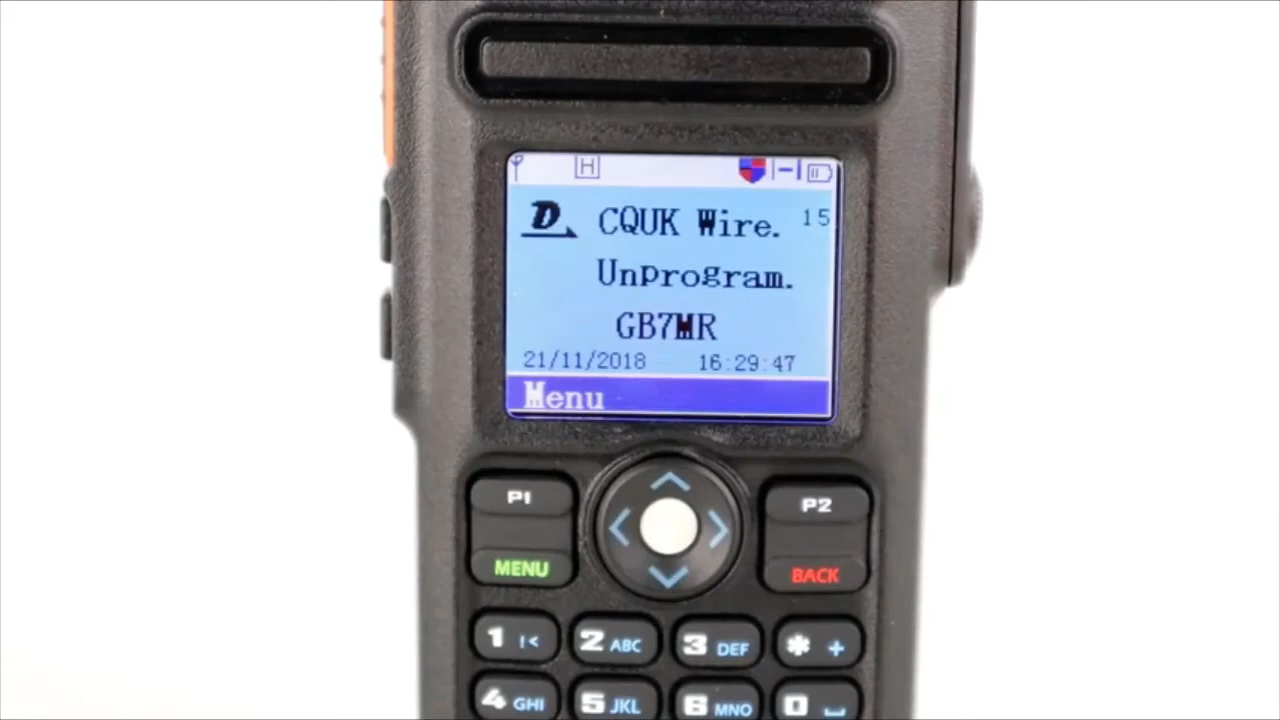 H
D CQUK Wire. 15
Unprogram.
GB7MR
21/11/2018 16:29:47
Menu
P1 P2
MENU BACK
1 !< 2 ABC 3 DEF * +
4 GHI 5 JKL 6 MNO 0